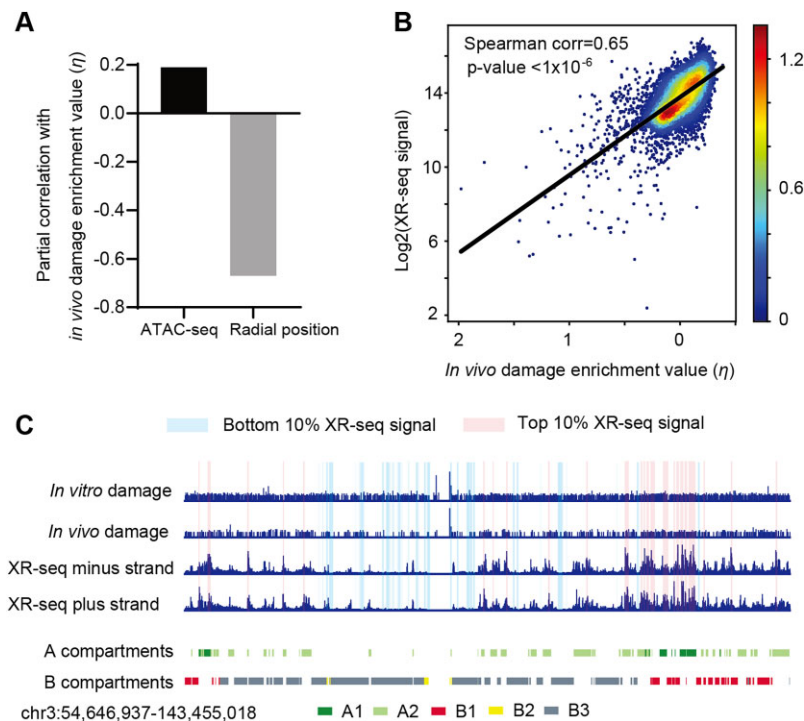 A
Partial correlation with
in vivo damage enrichment value (η)
0.2
0.0
-0.2
-0.4
-0.6
-0.8
ATAC-seq
Radial position
B
Spearman corr=0.65
p-value <1x10⁻⁶
Log2(XR-seq signal)
14
10
6
2
2
1
0
In vivo damage enrichment value (η)
1.2
0.6
0
C
Bottom 10% XR-seq signal
Top 10% XR-seq signal
In vitro damage
In vivo damage
XR-seq minus strand
XR-seq plus strand
A compartments
B compartments
chr3:54,646,937-143,455,018
A1
A2
B1
B2
B3